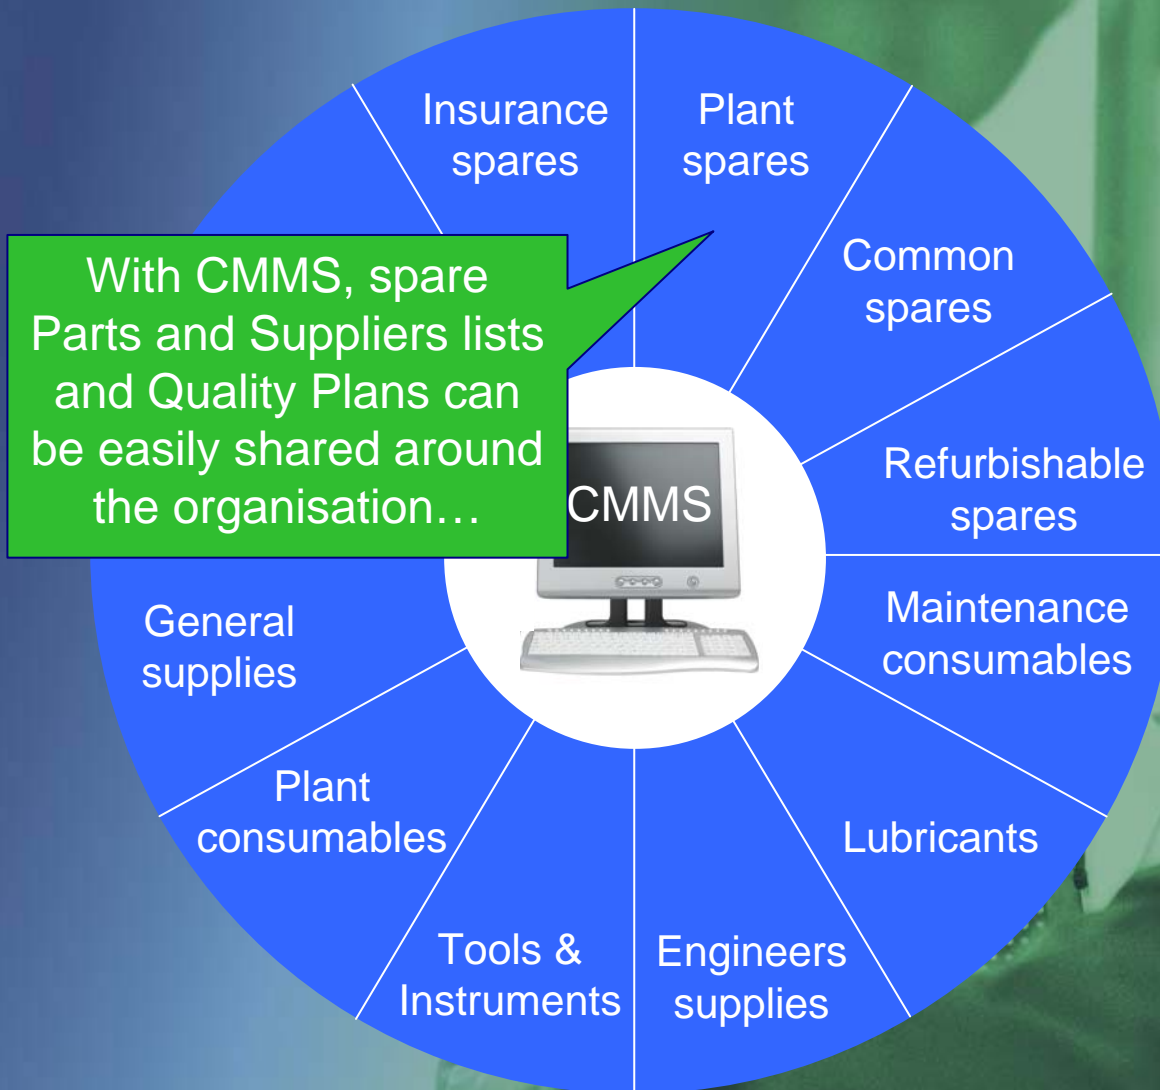 Insurance
spares
Plant
spares
Common
spares
With CMMS, spare
Parts and Suppliers lists
and Quality Plans can
be easily shared around
the organisation…
CMMS
Refurbishable
spares
Maintenance
consumables
General
supplies
Plant
consumables
Lubricants
Tools &
Instruments
Engineers
supplies